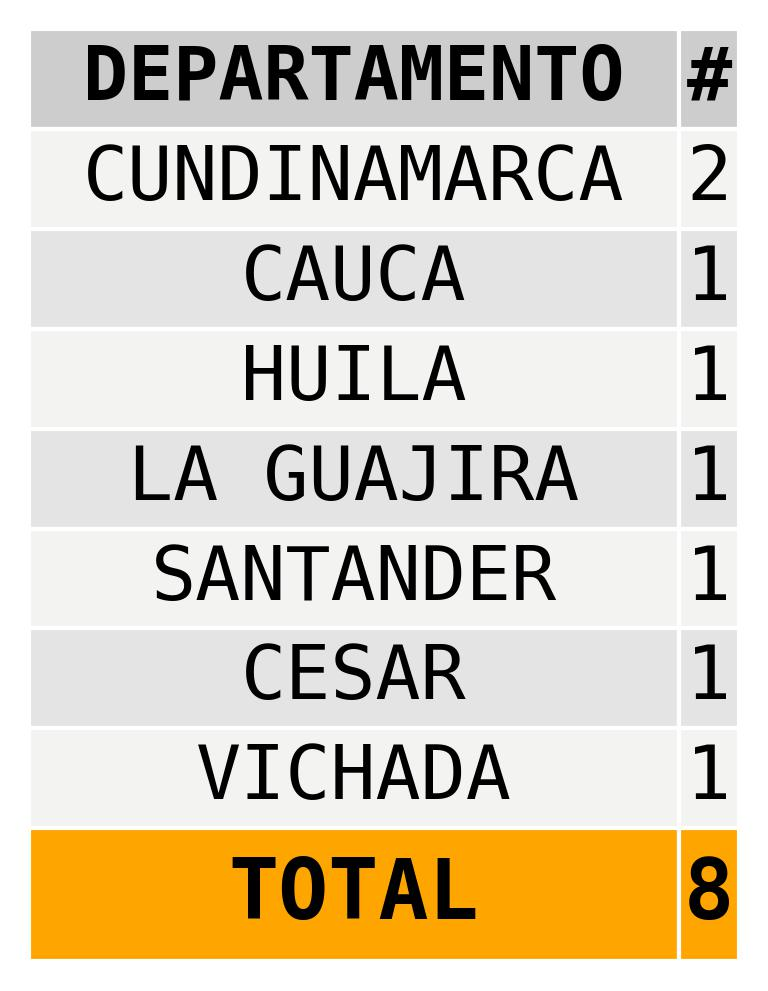 DEPARTAMENTO #
CUNDINAMARCA 2
CAUCA 1
HUILA 1
LA GUAJIRA 1
SANTANDER 1
CESAR 1
VICHADA 1
TOTAL 8